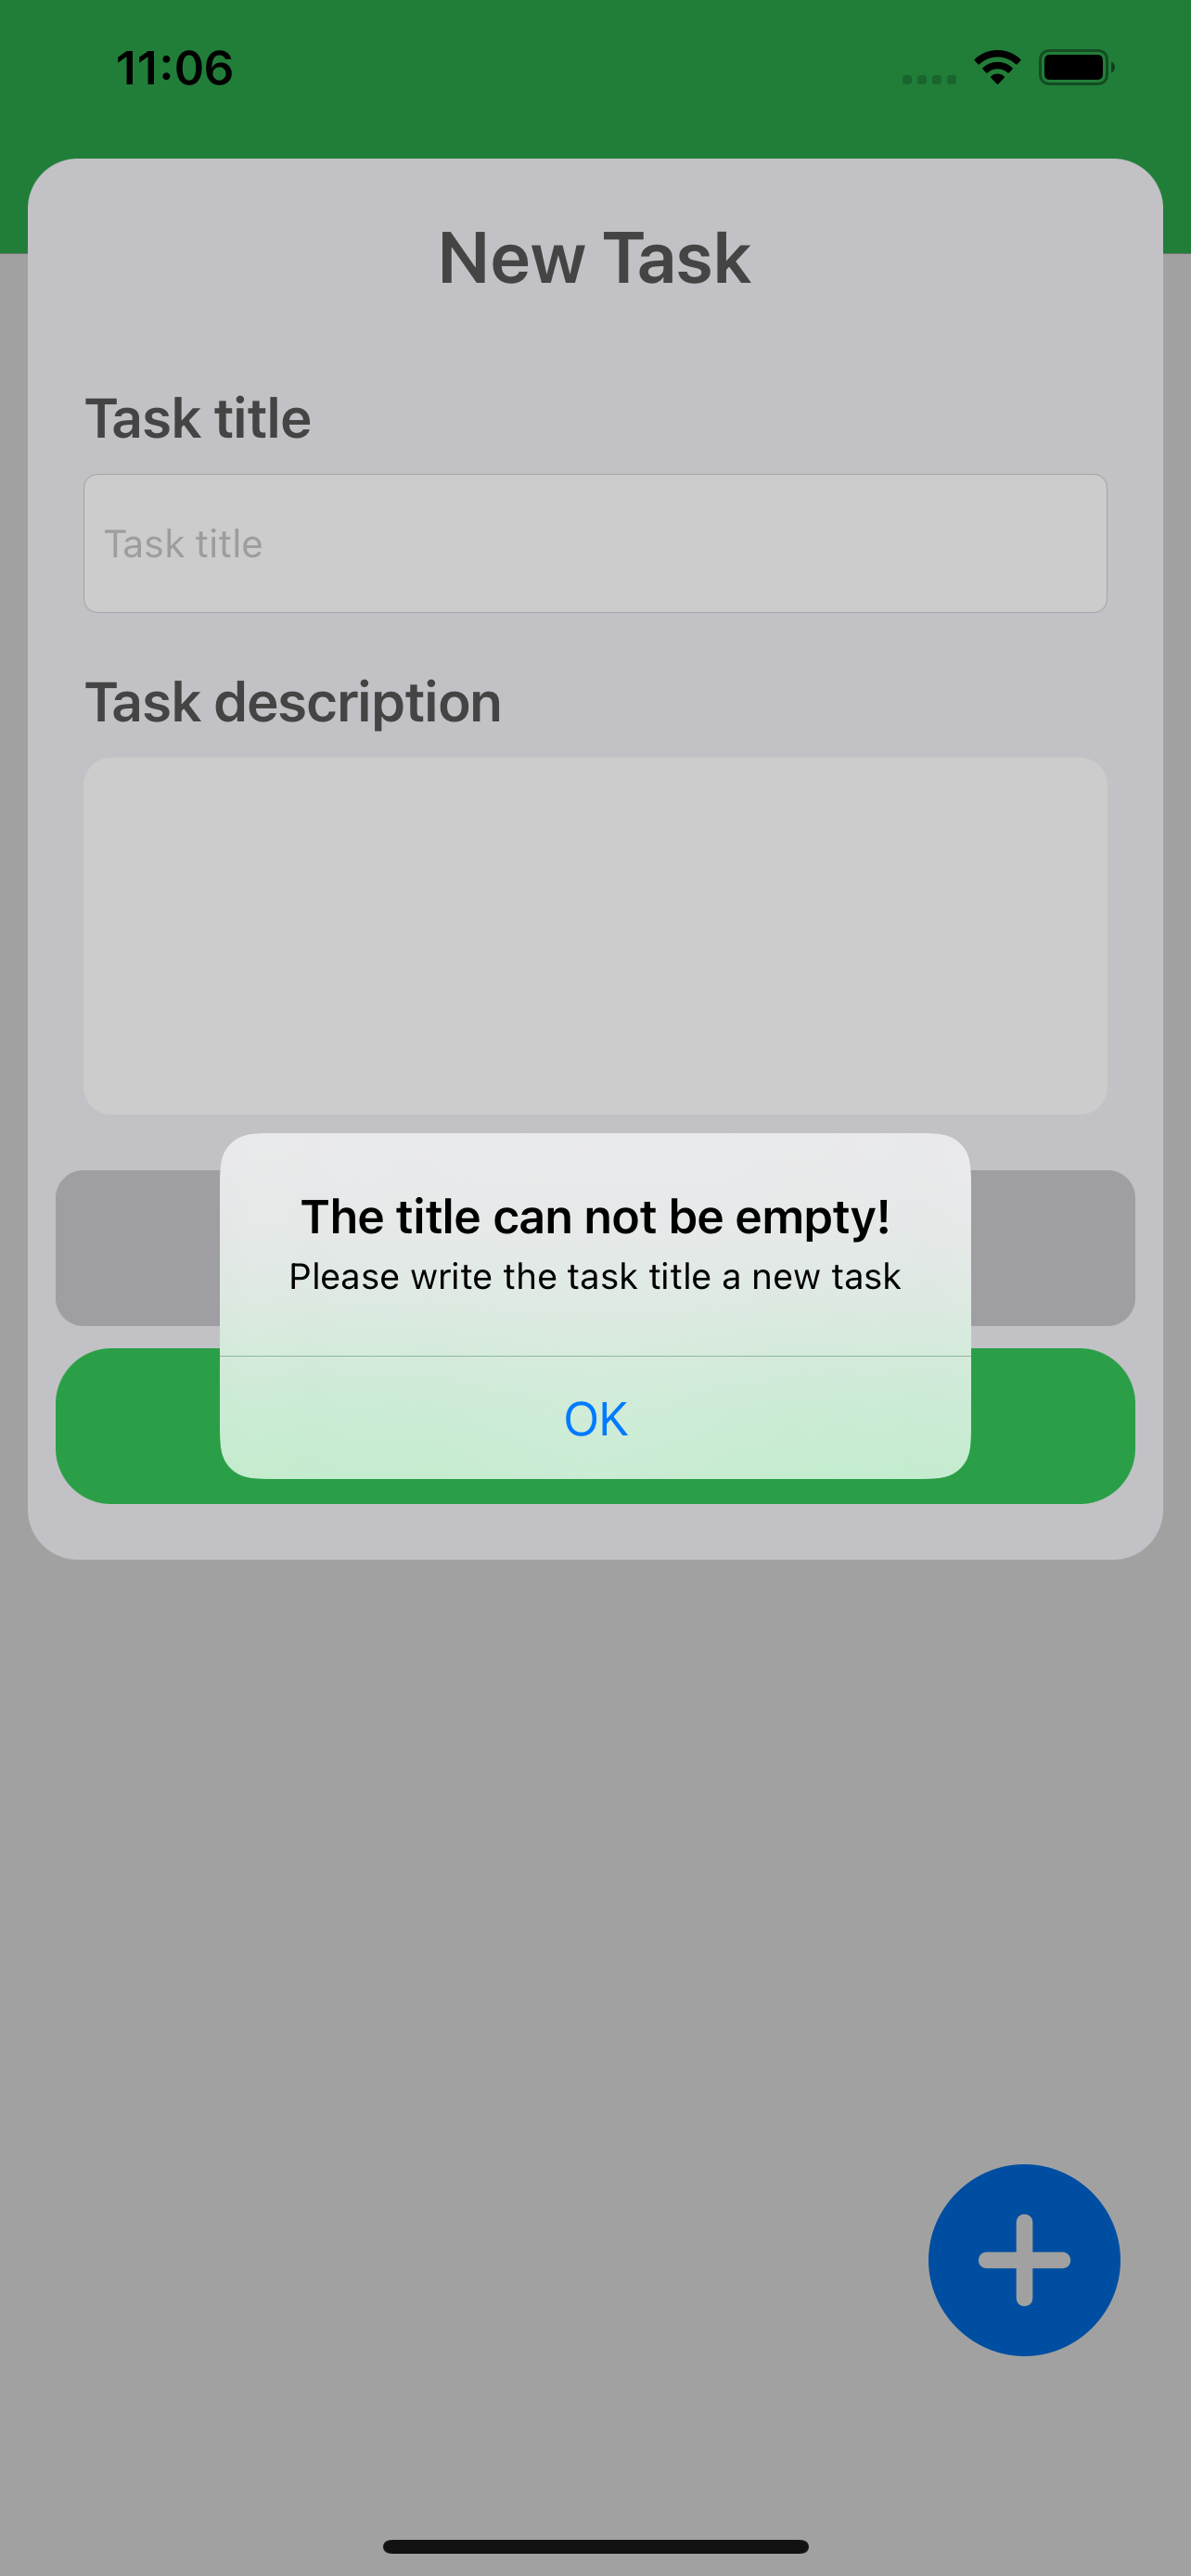 11:06
New Task
Task title
Task title
Task description
The title can not be empty!
Please write the task title a new task
OK